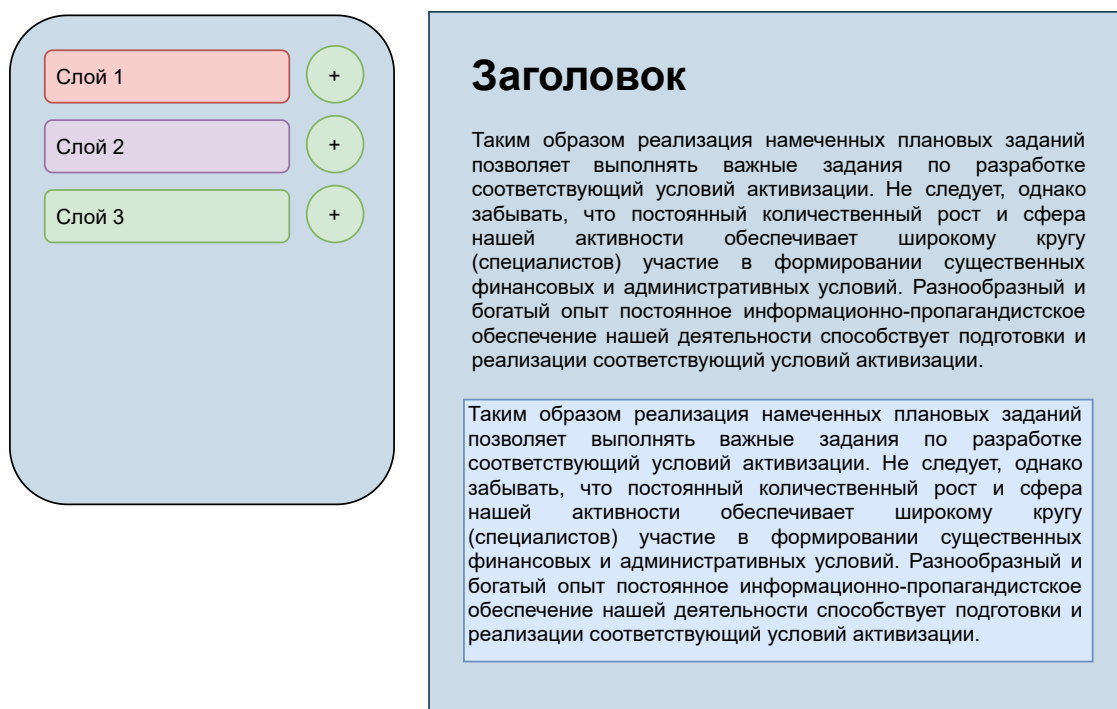 Слой 1
+
Слой 2
+
Слой 3
+
Заголовок
Таким образом реализация намеченных плановых заданий
позволяет выполнять важные задания по разработке
соответствующий условий активизации. Не следует, однако
забывать, что постоянный количественный рост и сфера
нашей активности обеспечивает широкому кругу
(специалистов) участие в формировании существенных
финансовых и административных условий. Разнообразный и
богатый опыт постоянное информационно-пропагандистское
обеспечение нашей деятельности способствует подготовки и
реализации соответствующий условий активизации.
Таким образом реализация намеченных плановых заданий
позволяет выполнять важные задания по разработке
соответствующий условий активизации. Не следует, однако
забывать, что постоянный количественный рост и сфера
нашей активности обеспечивает широкому кругу
(специалистов) участие в формировании существенных
финансовых и административных условий. Разнообразный и
богатый опыт постоянное информационно-пропагандистское
обеспечение нашей деятельности способствует подготовки и
реализации соответствующий условий активизации.